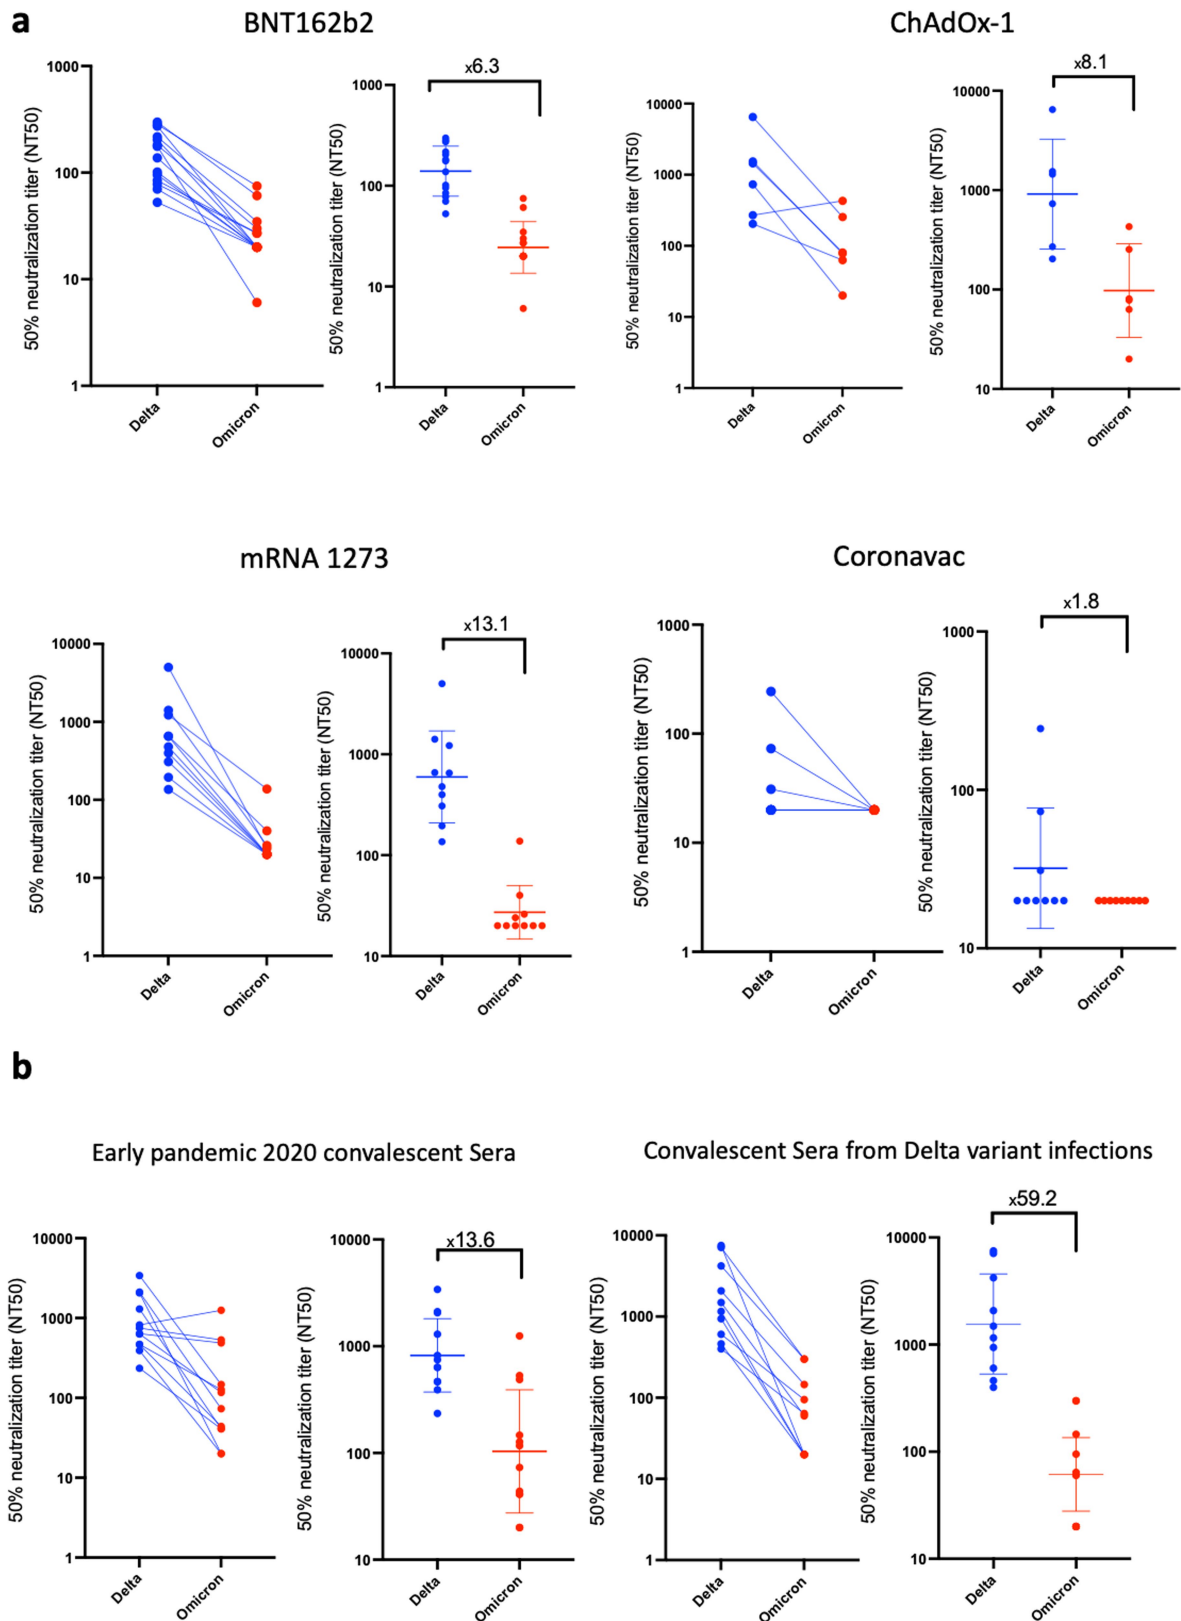 a
BNT162b2
ChAdOx-1
50% neutralization titer (NT50)
1000
100
10
1
Delta
Omicron
50% neutralization titer (NT50)
x6.3
1000
100
10
1
Delta
Omicron
50% neutralization titer (NT50)
10000
1000
100
10
1
Delta
Omicron
50% neutralization titer (NT50)
x8.1
10000
1000
100
10
Delta
Omicron
mRNA 1273
Coronavac
50% neutralization titer (NT50)
10000
1000
100
10
1
Delta
Omicron
50% neutralization titer (NT50)
x13.1
10000
1000
100
10
Delta
Omicron
50% neutralization titer (NT50)
1000
100
10
1
Delta
Omicron
50% neutralization titer (NT50)
x1.8
1000
100
10
Delta
Omicron
b
Early pandemic 2020 convalescent Sera
Convalescent Sera from Delta variant infections
50% neutralization titer (NT50)
10000
1000
100
10
1
Delta
Omicron
50% neutralization titer (NT50)
x13.6
10000
1000
100
10
Delta
Omicron
50% neutralization titer (NT50)
10000
1000
100
10
1
Delta
Omicron
50% neutralization titer (NT50)
x59.2
10000
1000
100
10
Delta
Omicron